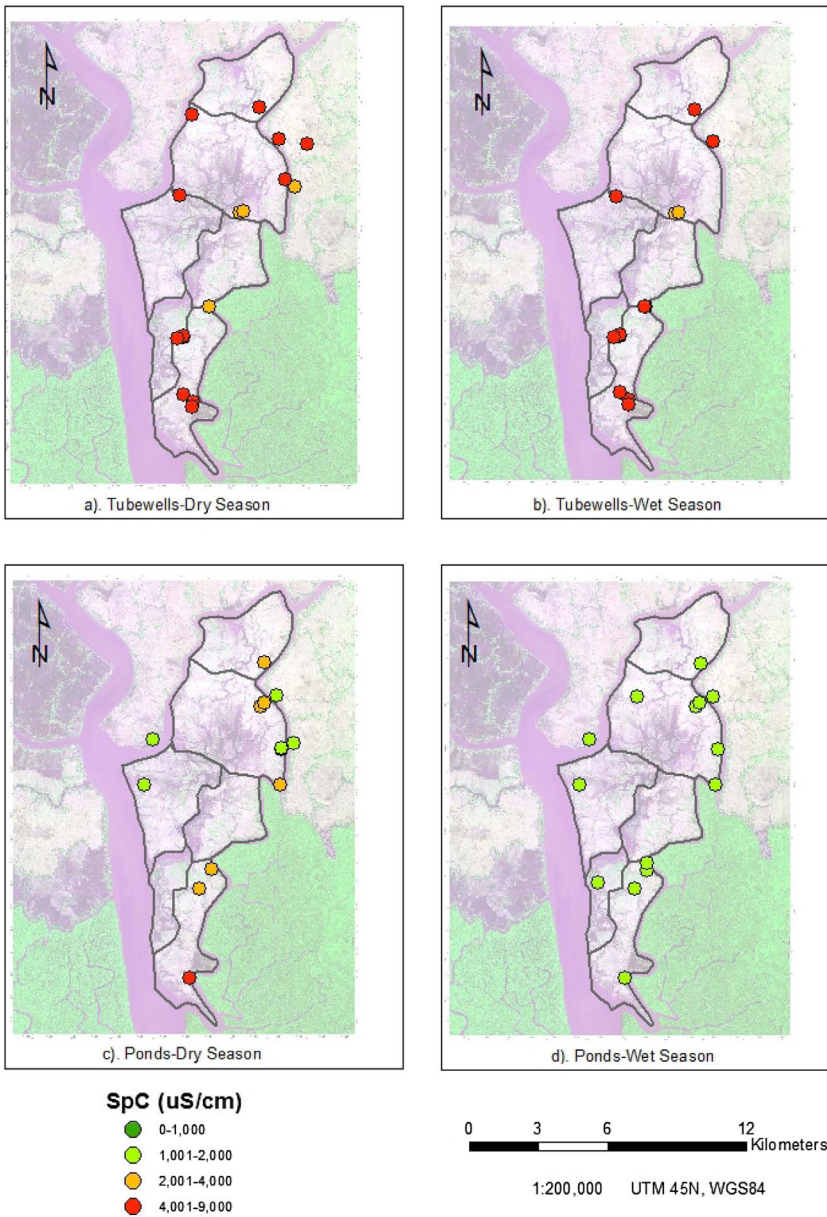 N
N
a). Tubewells-Dry Season
b). Tubewells-Wet Season
N
N
c). Ponds-Dry Season
d). Ponds-Wet Season
SpC (uS/cm)
0-1,000
1,001-2,000
2,001-4,000
4,001-9,000
0 3 6 12
Kilometers
1:200,000 UTM 45N, WGS84